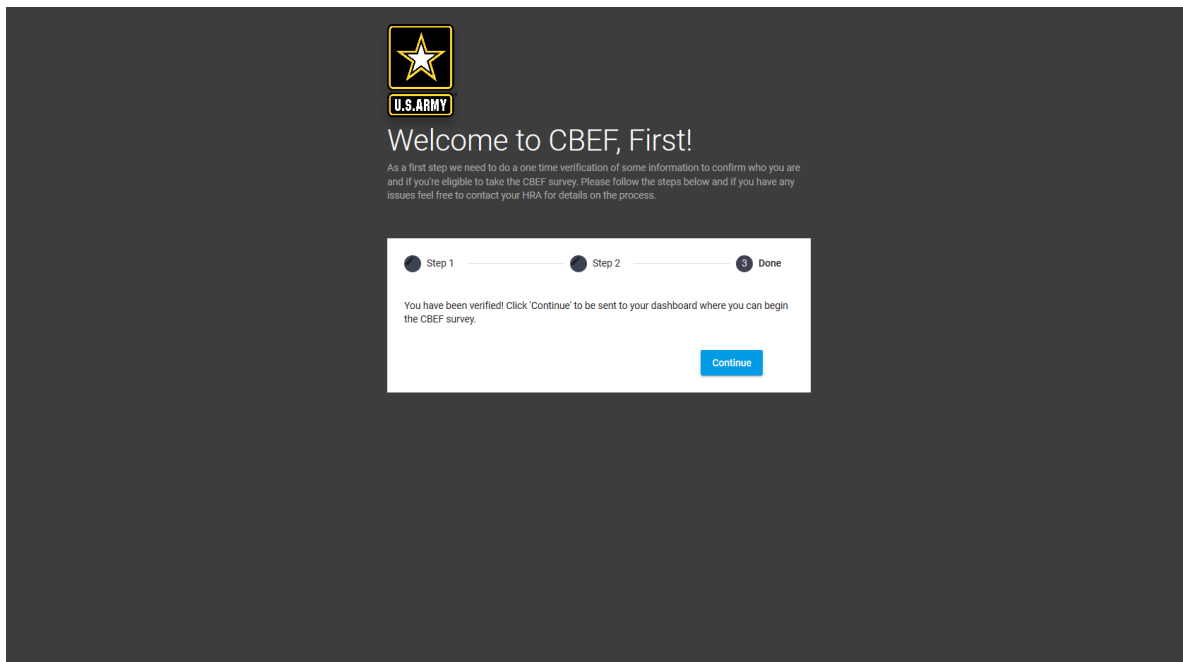 U.S.ARMY
Welcome to CBEF, First!
As a first step we need to do a one time verification of some information to confirm who you are
and if you're eligible to take the CBEF survey. Please follow the steps below and if you have any
issues feel free to contact your HRA for details on the process.
Step 1 Step 2 3 Done
You have been verified! Click 'Continue' to be sent to your dashboard where you can begin
the CBEF survey.
Continue